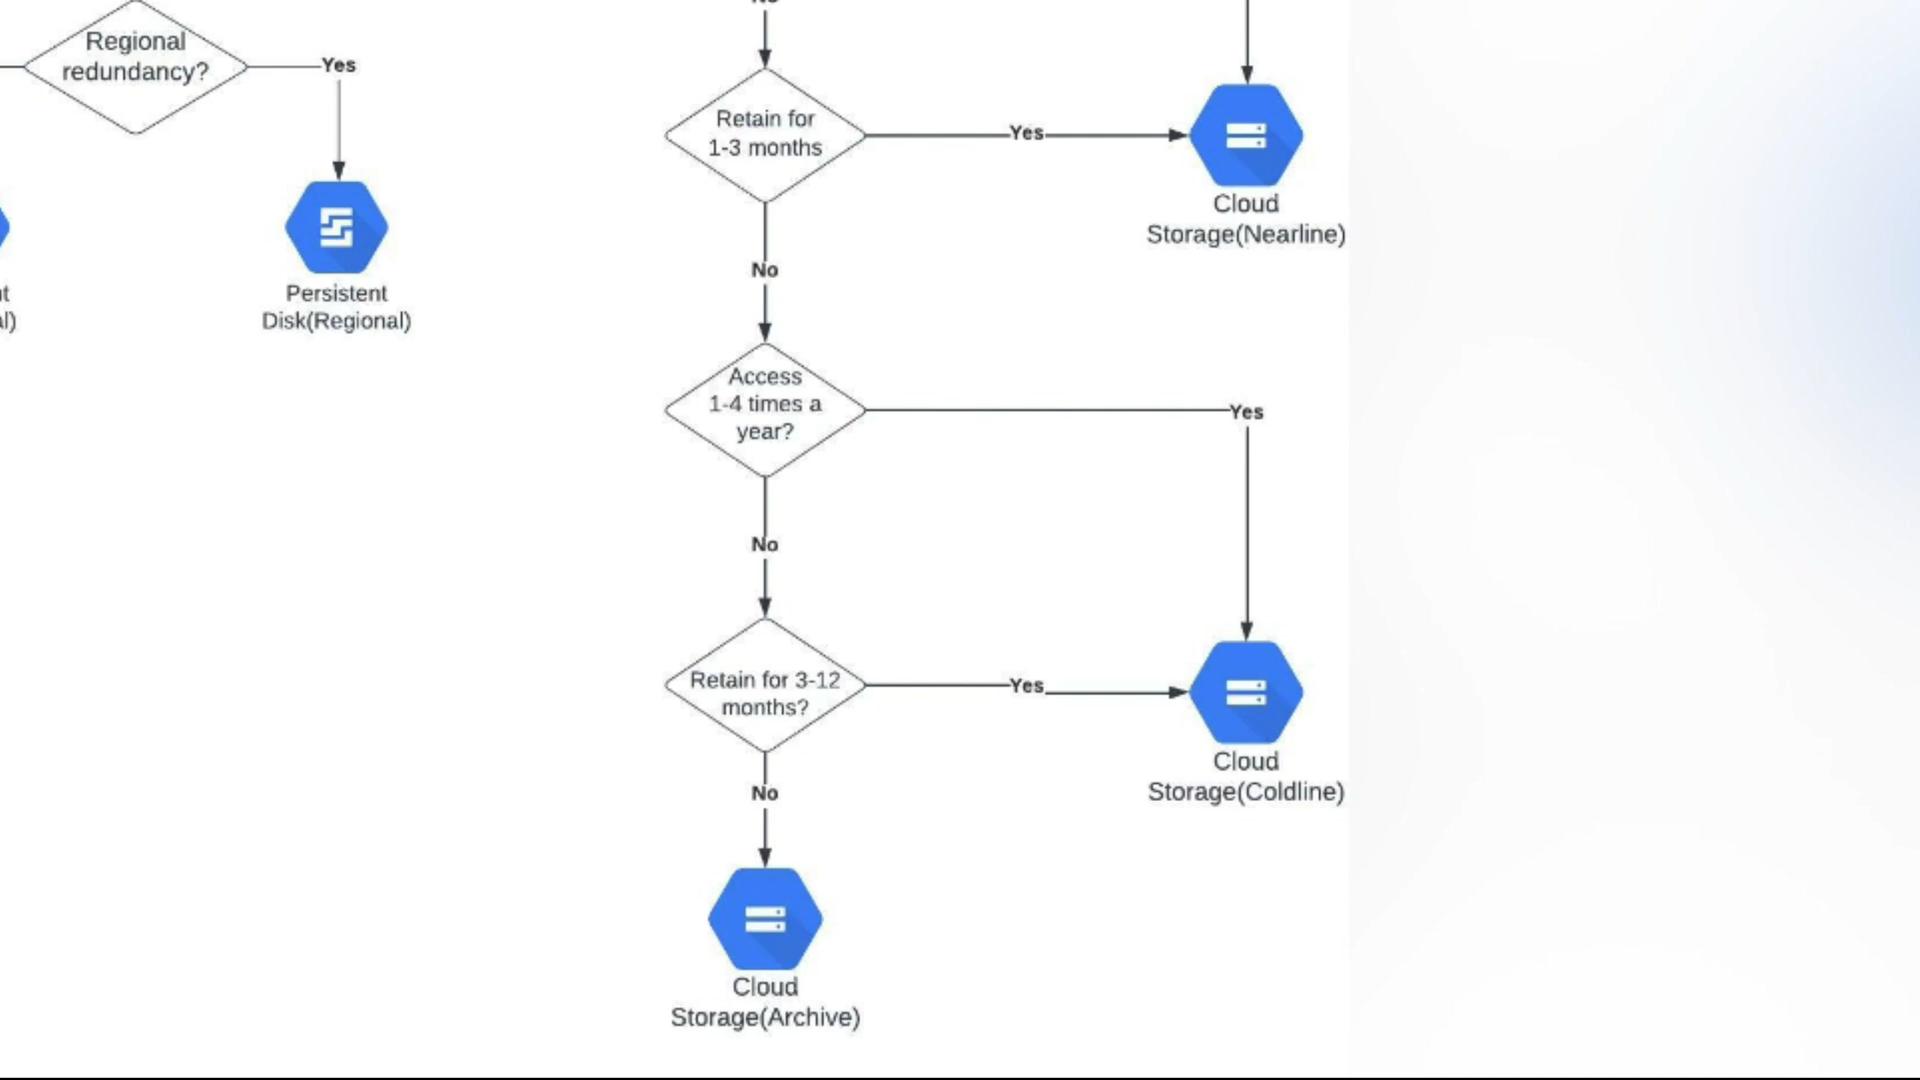 No
Regional
redundancy?
Yes
Retain for
1-3 months
Yes
Cloud
Storage(Nearline)
No
Persistent
Disk(Regional)
Access
1-4 times a
year?
Yes
No
Retain for 3-12
months?
Yes
Cloud
Storage(Coldline)
No
Cloud
Storage(Archive)